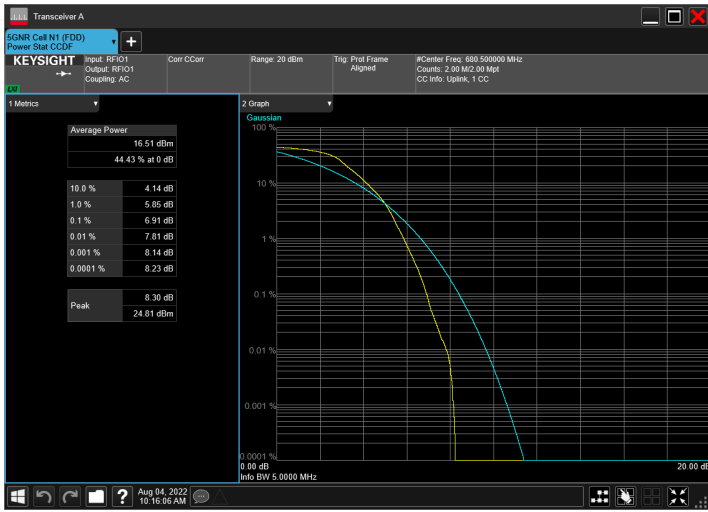 Transceiver A
5GNR Cell N1 (FDD)
Power Stat CCDF
KEYSIGHT
Input: RFIO1
Output: RFIO1
Coupling: AC
Corr CCorr
Range: 20 dBm
Trig: Prot Frame
Aligned
#Center Freq: 680.500000 MHz
Counts: 2.00 M/2.00 Mpt
CC Info: Uplink, 1 CC
LXI
1 Metrics
Average Power
16.51 dBm
44.43 % at 0 dB
10.0 % 4.14 dB
1.0 % 5.85 dB
0.1 % 6.91 dB
0.01 % 7.81 dB
0.001 % 8.14 dB
0.0001 % 8.23 dB
Peak 8.30 dB
24.81 dBm
2 Graph
Gaussian
100 %
10 %
1 %
0.1 %
0.01 %
0.001 %
0.0001 %
0.00 dB
20.00 dB
Info BW 5.0000 MHz
Aug 04, 2022
10:16:06 AM